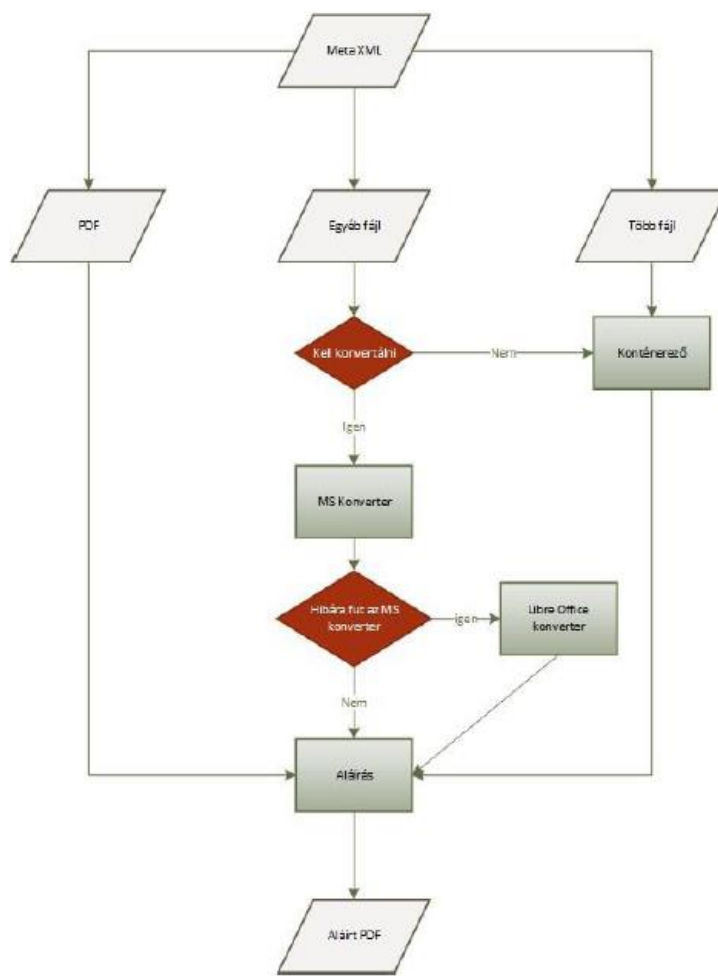 Meta XML
PDF
Egyéb fájl
Több fájl
Kell konvertálni
Nem
Konténerező
Igen
MS Konverter
Hibára fut az MS
konverter
Igen
Libre Office
konverter
Nem
Aláírás
Aláírt PDF